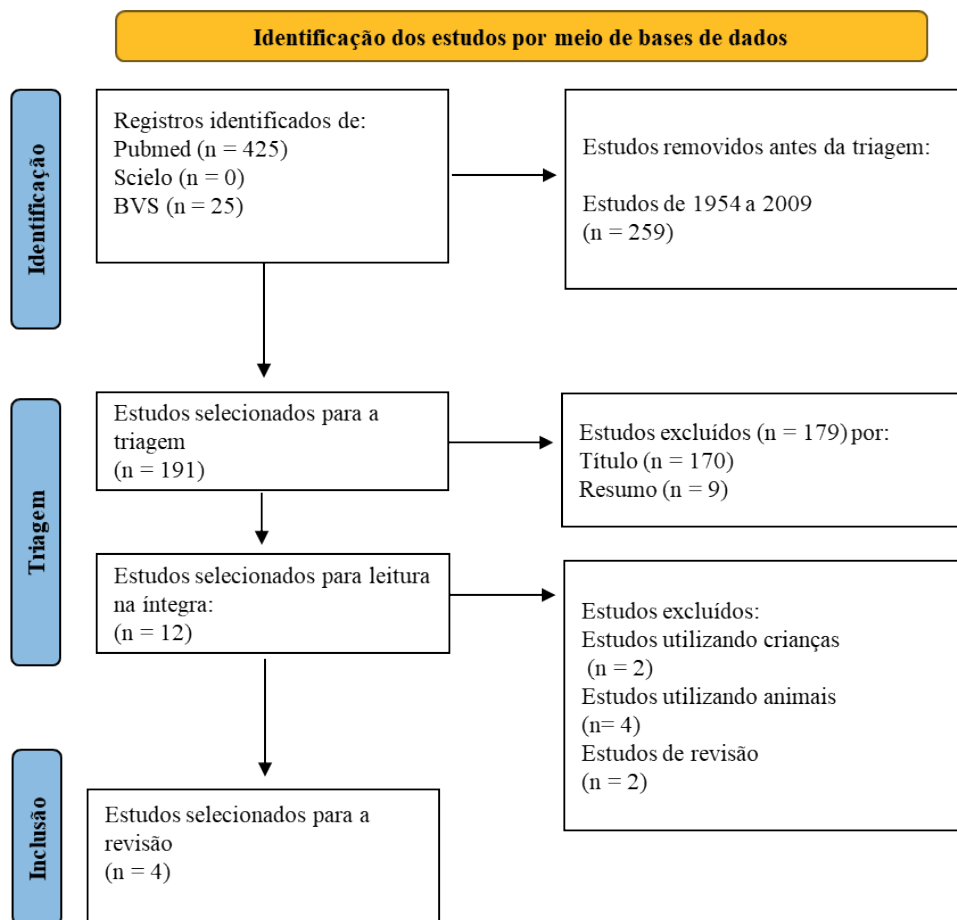 Identificação dos estudos por meio de bases de dados
Identificação
Registros identificados de:
Pubmed (n = 425)
Scielo (n = 0)
BVS (n = 25)
Estudos removidos antes da triagem:
Estudos de 1954 a 2009
(n = 259)
Triagem
Estudos selecionados para a
triagem
(n = 191)
Estudos excluídos (n = 179) por:
Título (n = 170)
Resumo (n = 9)
Estudos selecionados para leitura
na íntegra:
(n = 12)
Estudos excluídos:
Estudos utilizando crianças
(n = 2)
Estudos utilizando animais
(n= 4)
Estudos de revisão
(n = 2)
Inclusão
Estudos selecionados para a
revisão
(n = 4)